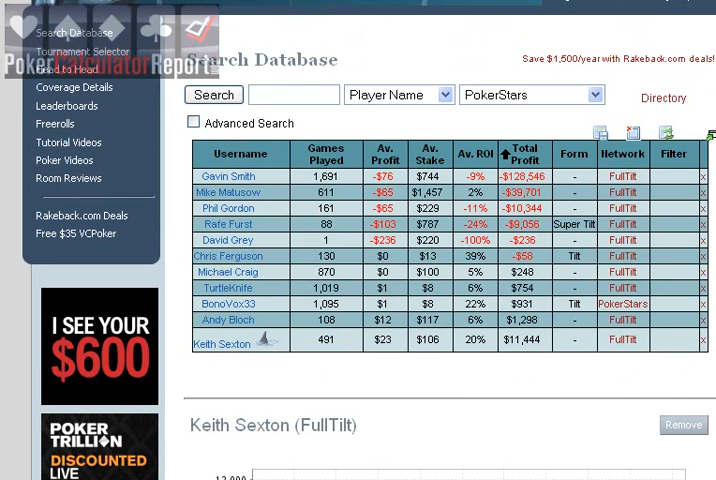 Search Database
Tournament Selector
Head to Head
PokerCalculatorReport
Coverage Details
Leaderboards
Freerolls
Tutorial Videos
Poker Videos
Room Reviews
Rakeback.com Deals
Free $35 VCPoker
I SEE YOUR
$600
POKER
TRILLION
DISCOUNTED
LIVE
Search Database
Save $1,500/year with Rakeback.com deals!
Search Player Name PokerStars Directory
Advanced Search
Username Games Played Av. Profit Av. Stake Av. ROI Total Profit Form Network Filter
Gavin Smith 1,691 -$76 $744 -9% -$128,546 - FullTilt x
Mike Matusow 611 -$65 $1,457 2% -$39,701 - FullTilt x
Phil Gordon 161 -$65 $229 -11% -$10,344 - FullTilt x
Rafe Furst 88 -$103 $787 -24% -$9,056 Super Tilt FullTilt x
David Grey 1 -$236 $220 -100% -$236 - FullTilt x
Chris Ferguson 130 $0 $13 39% -$58 Tilt FullTilt x
Michael Craig 870 $0 $100 5% $248 - FullTilt x
TurtleKnife 1,019 $1 $8 6% $754 - FullTilt x
BonoVox33 1,095 $1 $8 22% $931 Tilt PokerStars x
Andy Bloch 108 $12 $117 6% $1,298 - FullTilt x
Keith Sexton 491 $23 $106 20% $11,444 - FullTilt x
Keith Sexton (FullTilt)
Remove
12,000